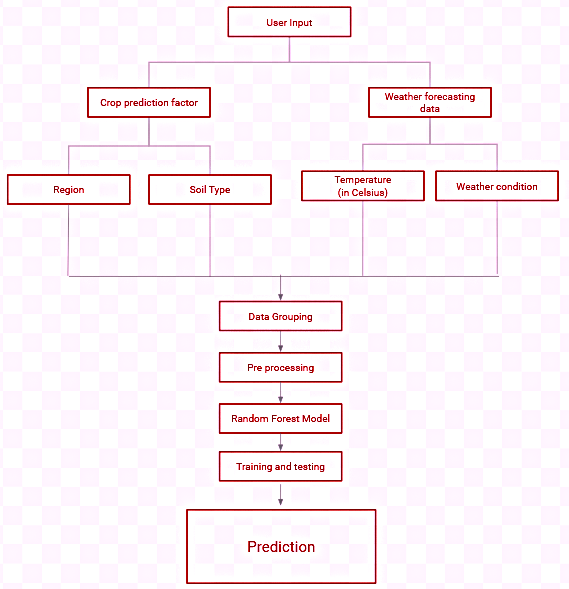 User Input
Crop prediction factor
Weather forecasting
data
Region
Soil Type
Temperature
(in Celsius)
Weather condition
Data Grouping
Pre processing
Random Forest Model
Training and testing
Prediction